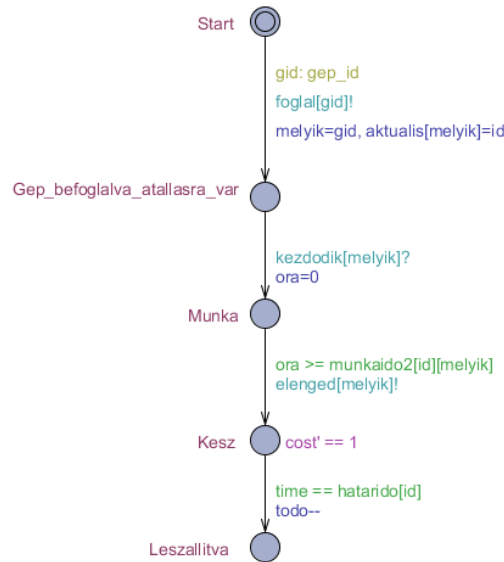 Start
gid: gep_id
foglal[gid]!
melyik=gid, aktualis[melyik]=id
Gep_befoglalva_atallasra_var
kezdodik[melyik]?
ora=0
Munka
ora >= munkaido2[id][melyik]
elenged[melyik]!
Kesz
cost' == 1
time == hatarido[id]
todo--
Leszallitva